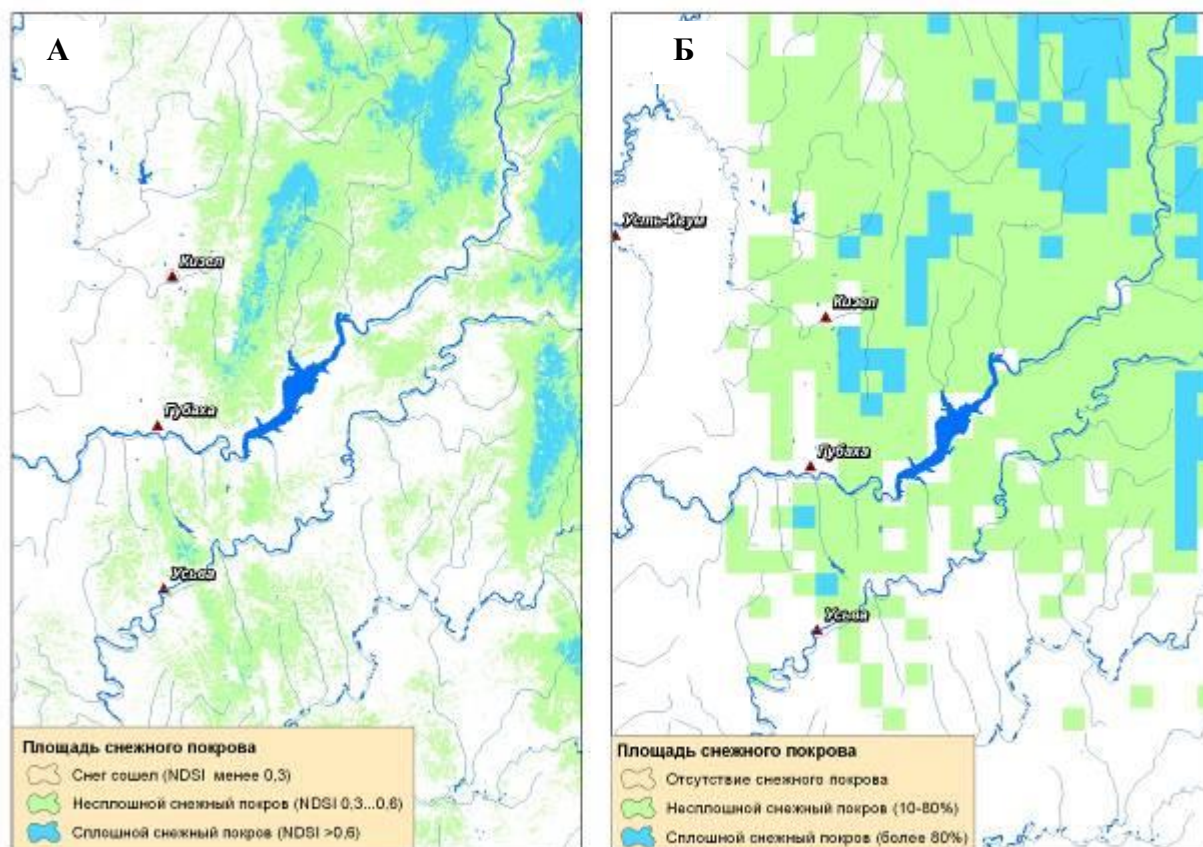 А
Кизел
Губаха
Усьва
Площадь снежного покрова
Снег сошел (NDSI менее 0,3)
Несплошной снежный покров (NDSI 0,3...0,6)
Сплошной снежный покров (NDSI >0,6)
Б
Усть-Игум
Кизел
Губаха
Усьва
Площадь снежного покрова
Отсутствие снежного покрова
Несплошной снежный покров (10-80%)
Сплошной снежный покров (более 80%)